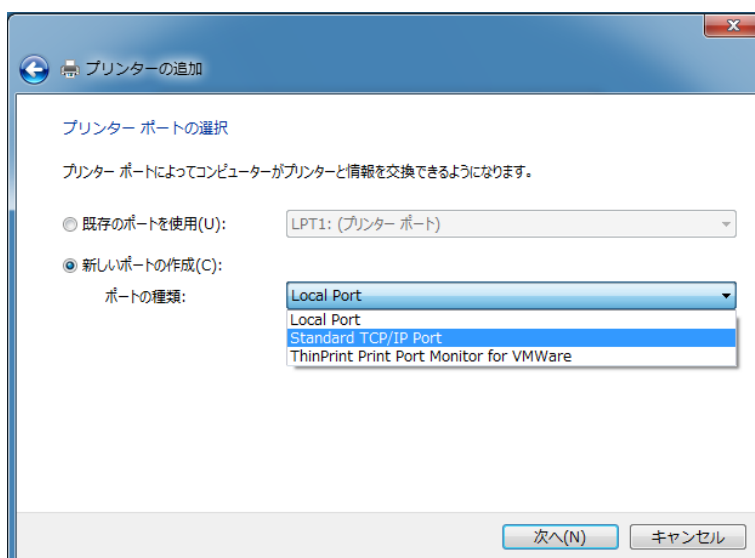 プリンターの追加
プリンター ポートの選択
プリンター ポートによってコンピューターがプリンターと情報を交換できるようになります。
既存のポートを使用(U): LPT1: (プリンター ポート)
新しいポートの作成(C):
ポートの種類: Local Port
Local Port
Standard TCP/IP Port
ThinPrint Print Port Monitor for VMWare
次へ(N) キャンセル